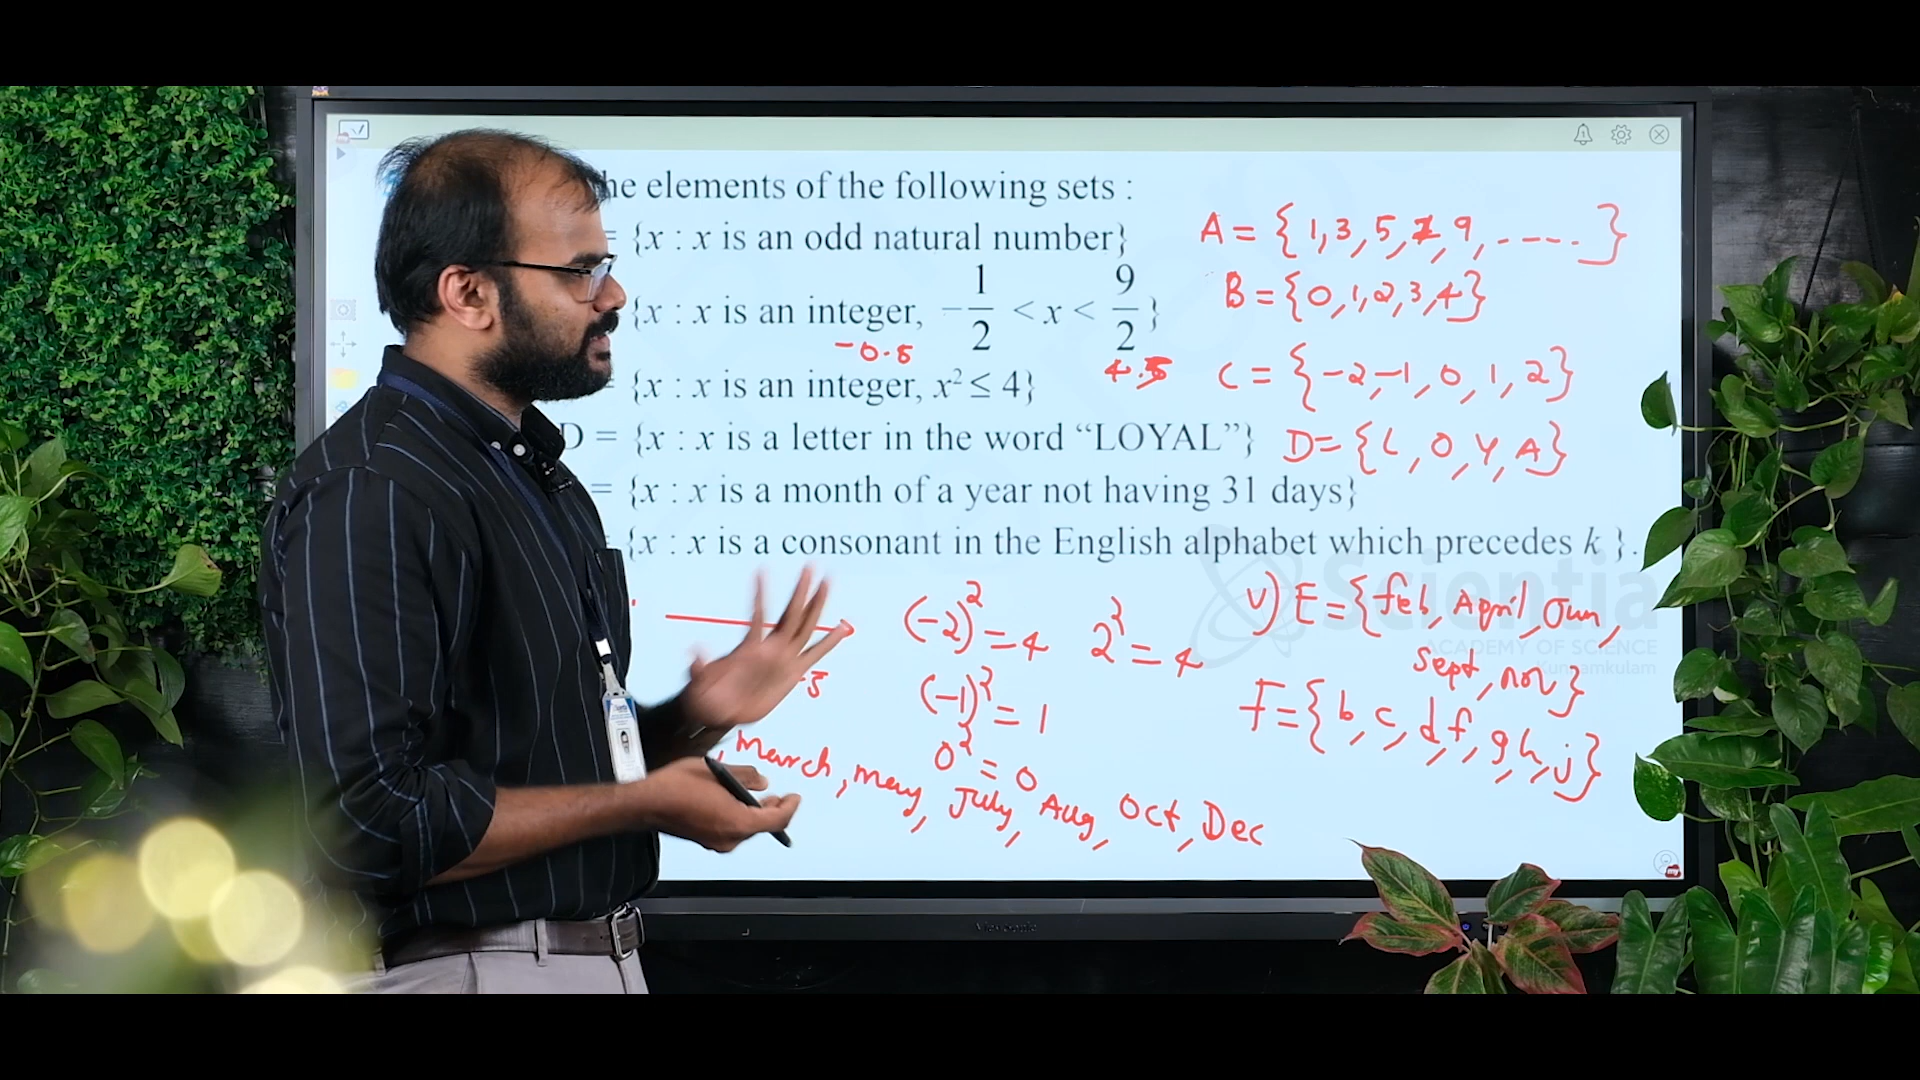 he elements of the following sets :
= {x : x is an odd natural number}
A = {1, 3, 5, 7, 9, -----}
{x : x is an integer, -1/2 < x < 9/2}
B = {0, 1, 2, 3, 4}
-0.5
4.5
= {x : x is an integer, x² ≤ 4}
C = {-2, -1, 0, 1, 2}
D = {x : x is a letter in the word “LOYAL”}
D = {L, O, Y, A}
= {x : x is a month of a year not having 31 days}
= {x : x is a consonant in the English alphabet which precedes k }.
(-2)² = 4
2² = 4
V) E = {feb, April, Jun,
sept, nov}
(-1)² = 1
0² = 0
F = {b, c, d, f, g, h, j}
, march, may, July, Aug, Oct, Dec
Scientia
ACADEMY OF SCIENCE
Kunnamkulam